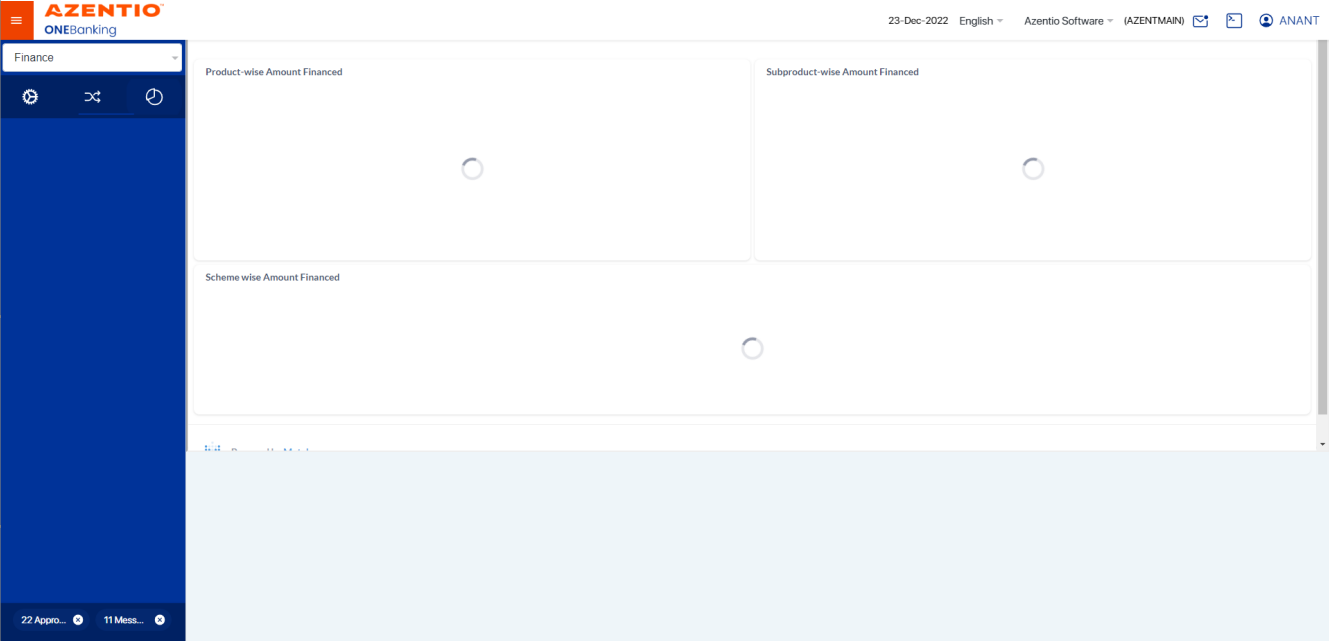 AZENTIO
ONEBanking
23-Dec-2022 English Azentio Software (AZENTMAIN) ANANT
Finance
Product-wise Amount Financed
Subproduct-wise Amount Financed
Scheme wise Amount Financed
22 Appro...
11 Mess...